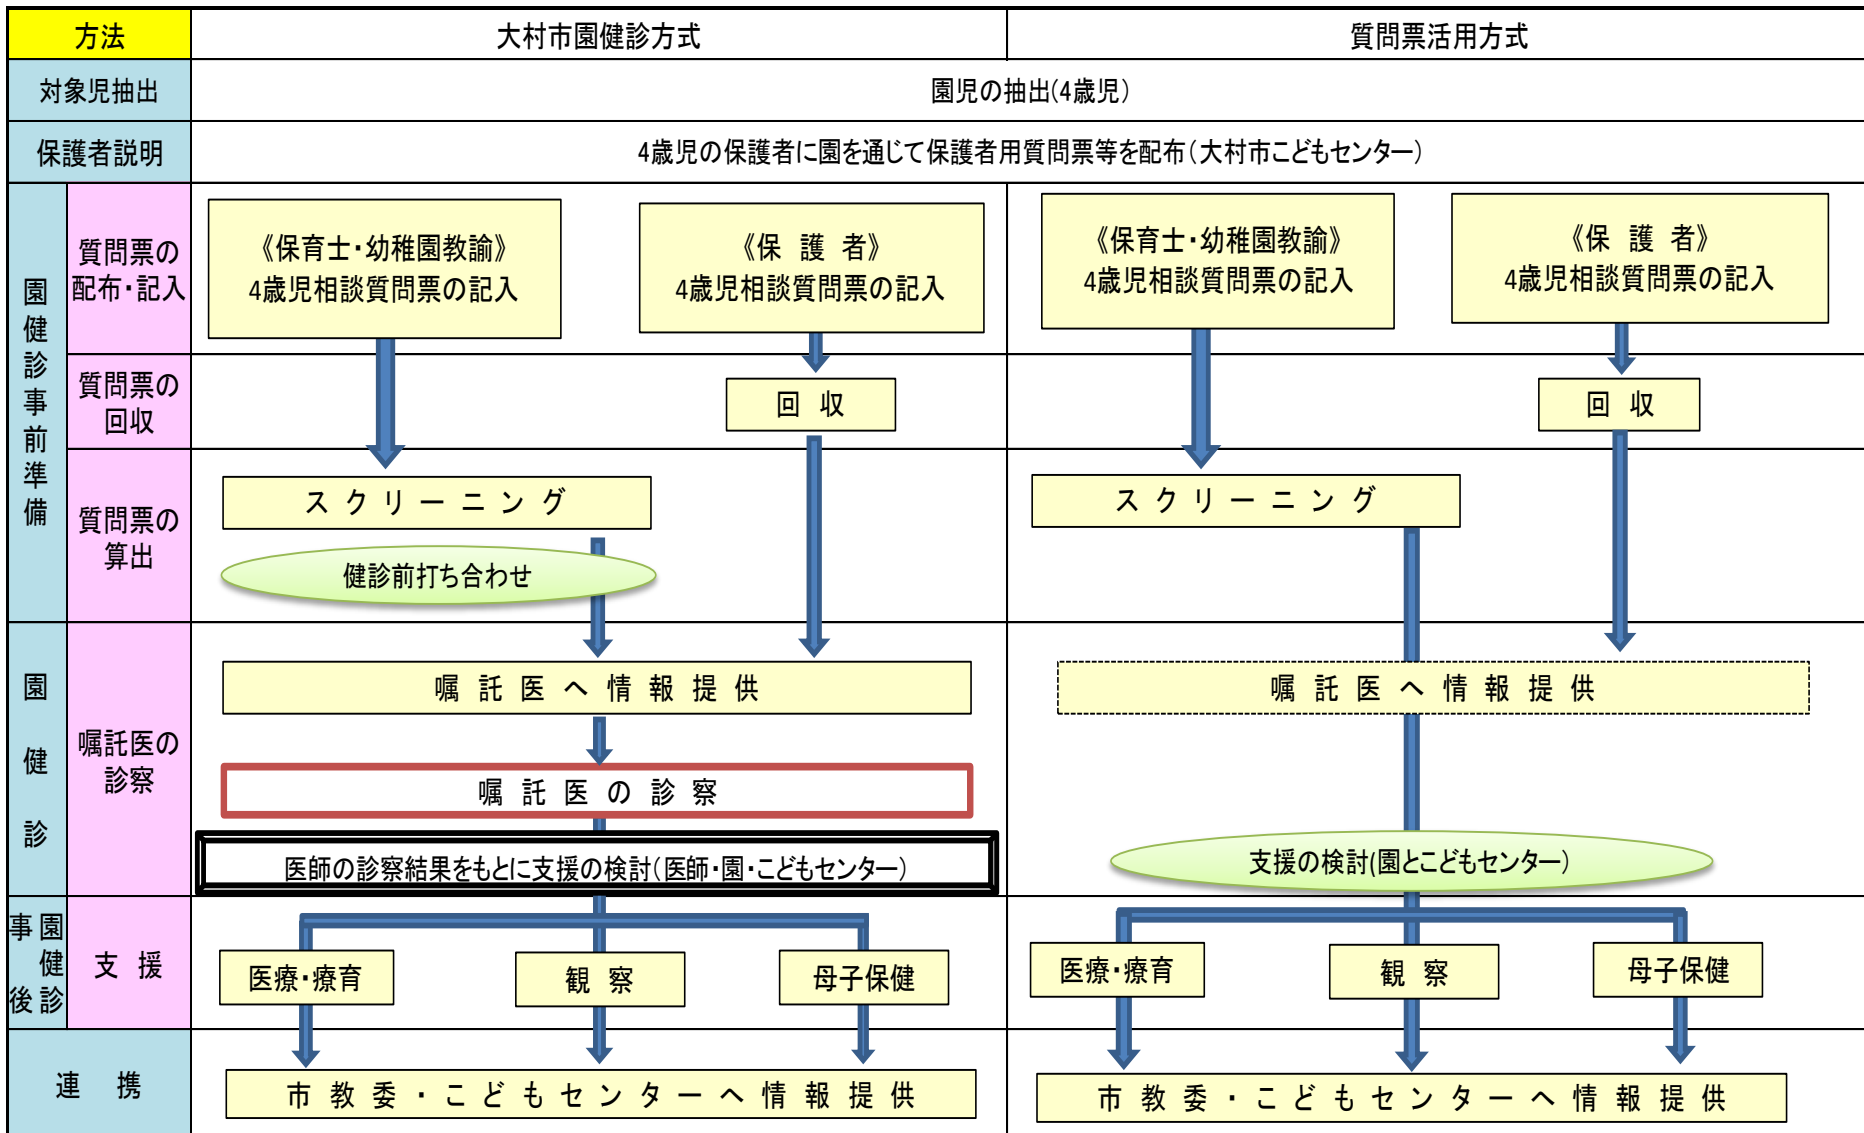 方法
大村市園健診方式
質問票活用方式
対象児抽出
園児の抽出(4歳児)
保護者説明
4歳児の保護者に園を通じて保護者用質問票等を配布(大村市こどもセンター)
園健診事前準備
質問票の
配布・記入
《保育士・幼稚園教諭》
4歳児相談質問票の記入
《保 護 者》
4歳児相談質問票の記入
《保育士・幼稚園教諭》
4歳児相談質問票の記入
《保 護 者》
4歳児相談質問票の記入
質問票の
回収
回 収
回 収
質問票の
算出
スクリーニング
健診前打ち合わせ
スクリーニング
園健診
嘱託医の
診察
嘱託医へ情報提供
嘱託医の診察
医師の診察結果をもとに支援の検討(医師・園・こどもセンター)
嘱託医へ情報提供
支援の検討(園とこどもセンター)
園健診事後
支 援
医療・療育
観 察
母子保健
医療・療育
観 察
母子保健
連 携
市教委・こどもセンターへ情報提供
市教委・こどもセンターへ情報提供